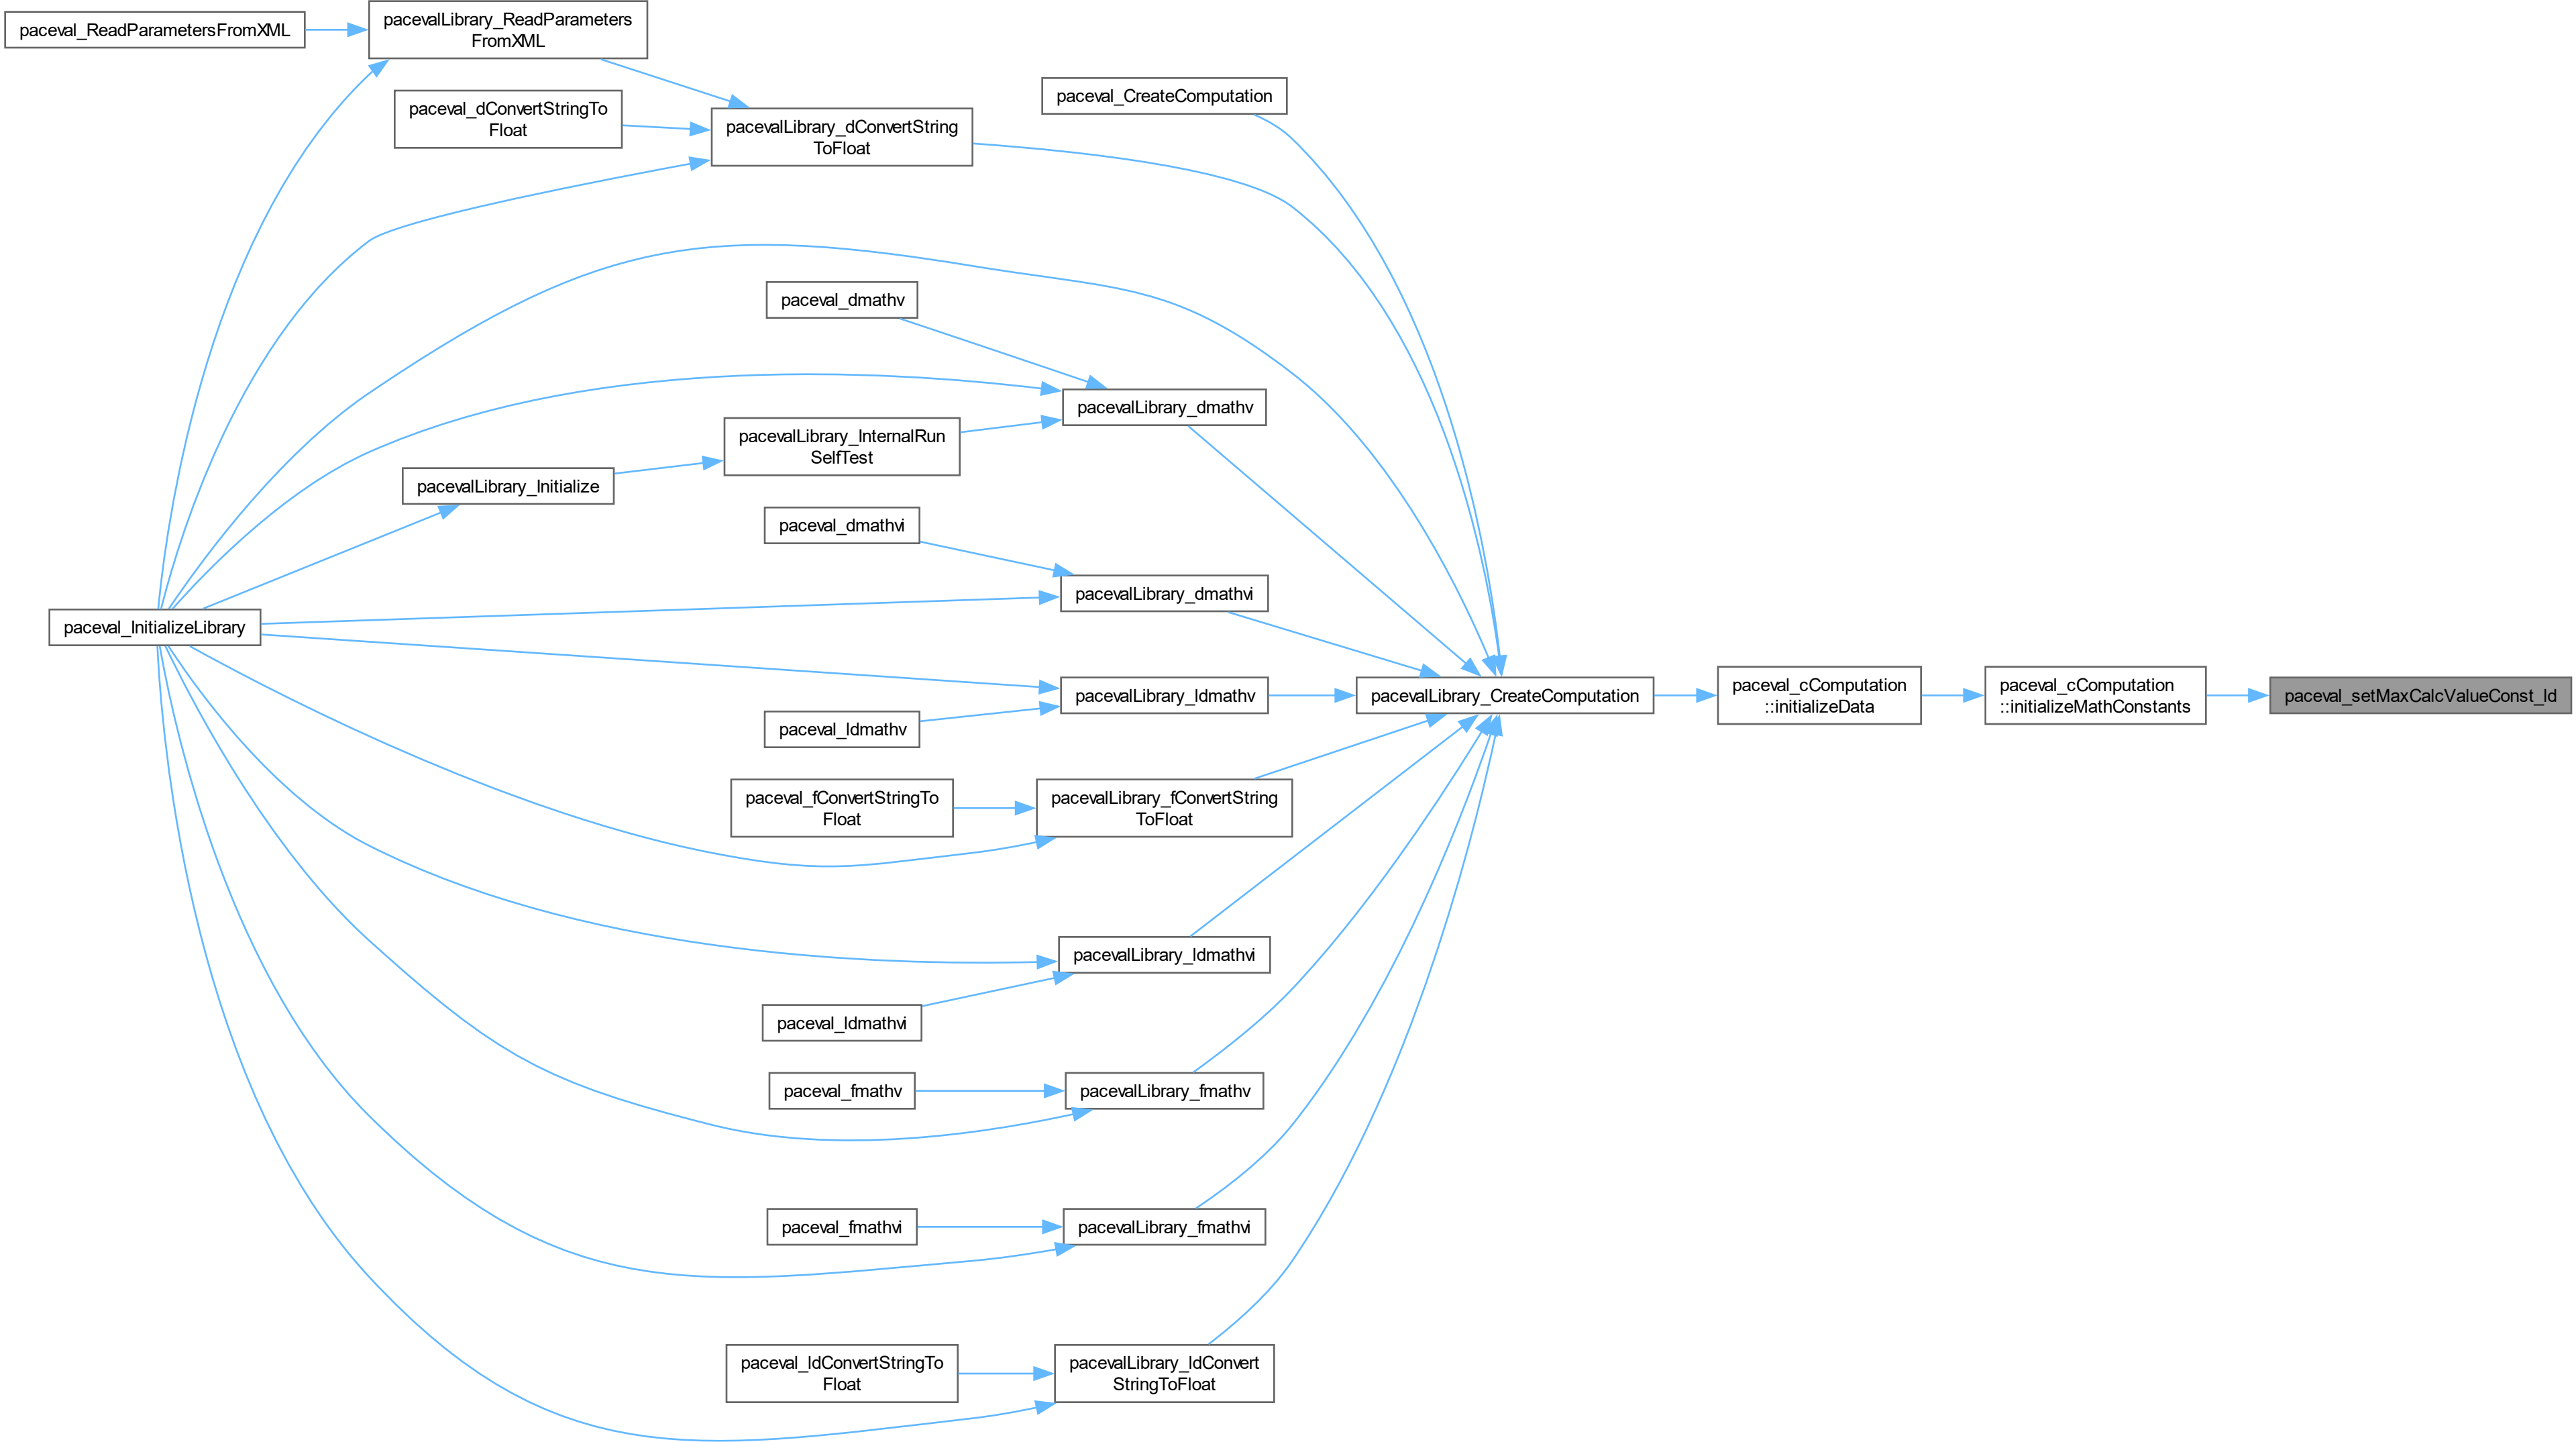 paceval_ReadParametersFromXML
pacevalLibrary_ReadParameters
FromXML
paceval_CreateComputation
paceval_dConvertStringTo
Float
pacevalLibrary_dConvertString
ToFloat
paceval_dmathv
pacevalLibrary_dmathv
pacevalLibrary_InternalRun
SelfTest
pacevalLibrary_Initialize
paceval_dmathvi
pacevalLibrary_dmathvi
paceval_InitializeLibrary
pacevalLibrary_ldmathv
pacevalLibrary_CreateComputation
paceval_cComputation
::initializeData
paceval_cComputation
::initializeMathConstants
paceval_setMaxCalcValueConst_ld
paceval_ldmathv
paceval_fConvertStringTo
Float
pacevalLibrary_fConvertString
ToFloat
pacevalLibrary_ldmathvi
paceval_ldmathvi
paceval_fmathv
pacevalLibrary_fmathv
paceval_fmathvi
pacevalLibrary_fmathvi
paceval_ldConvertStringTo
Float
pacevalLibrary_ldConvert
StringToFloat